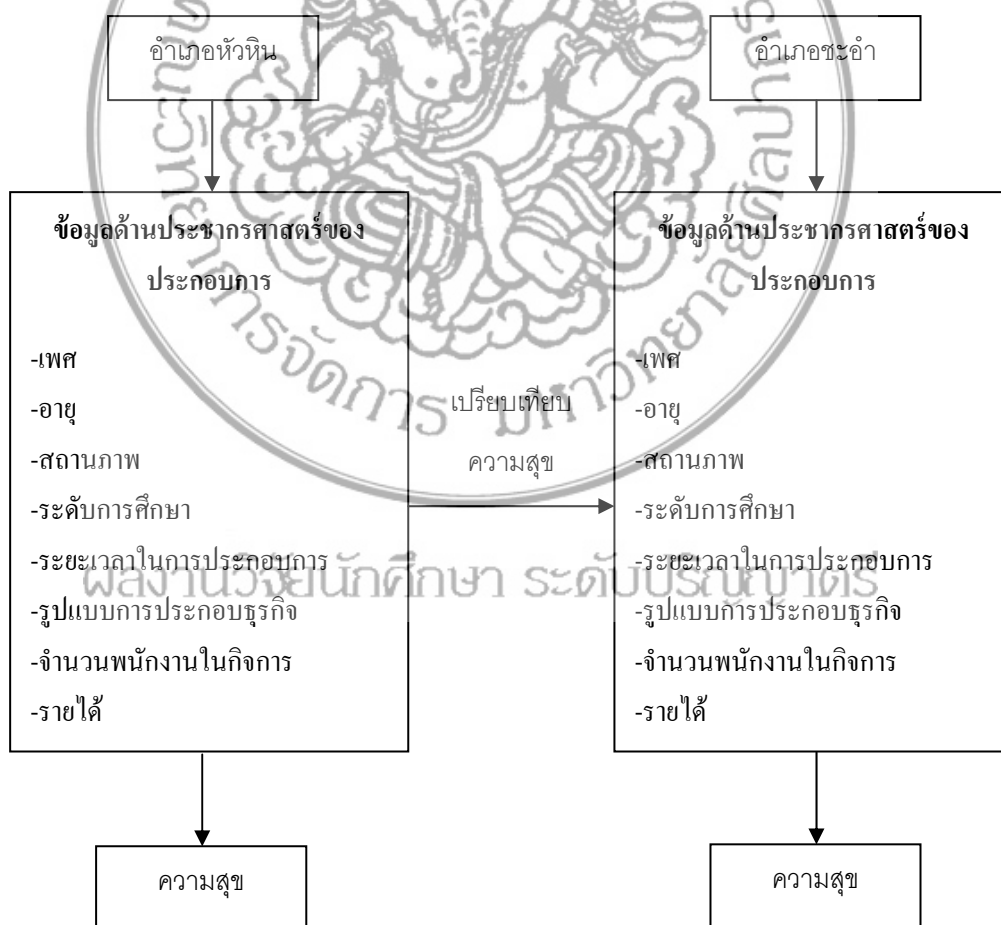 อำเภอหัวหิน
อำเภอชะอำ
ข้อมูลด้านประชากรศาสตร์ของ
ประกอบการ
-เพศ
-อายุ
-สถานภาพ
-ระดับการศึกษา
-ระยะเวลาในการประกอบการ
-รูปแบบการประกอบธุรกิจ
-จำนวนพนักงานในกิจการ
-รายได้
เปรียบเทียบ
ความสุข
ข้อมูลด้านประชากรศาสตร์ของ
ประกอบการ
-เพศ
-อายุ
-สถานภาพ
-ระดับการศึกษา
-ระยะเวลาในการประกอบการ
-รูปแบบการประกอบธุรกิจ
-จำนวนพนักงานในกิจการ
-รายได้
ความสุข
ความสุข
ผลงานวิจัยนักศึกษา ระดับปริญญาตรี